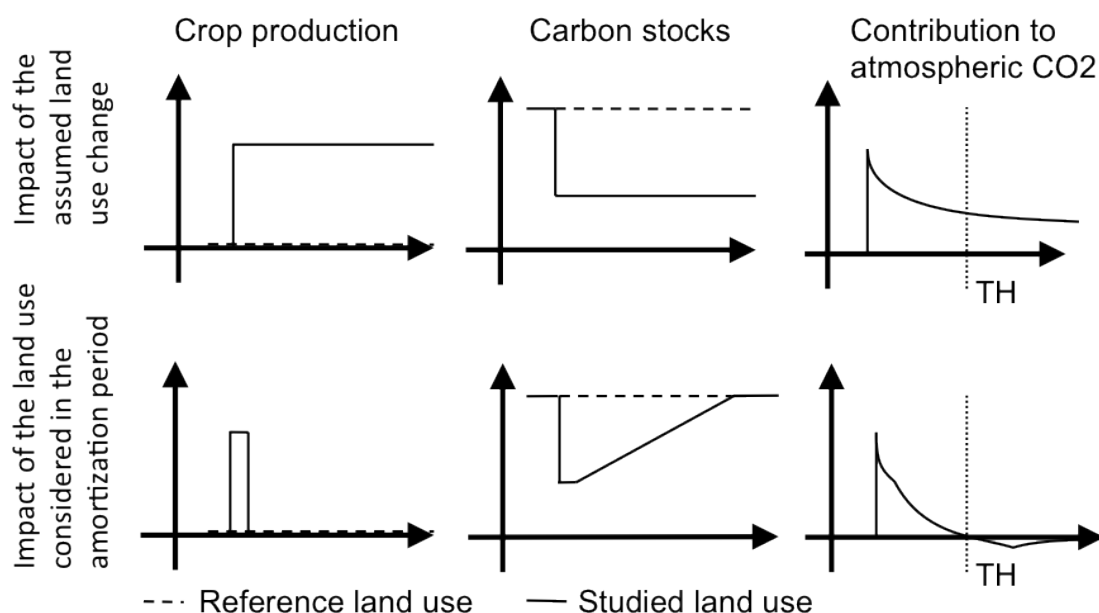 Crop production
Carbon stocks
Contribution to
atmospheric CO2
Impact of the
assumed land
use change
TH
Impact of the land use
considered in the
amortization period
TH
Reference land use
Studied land use